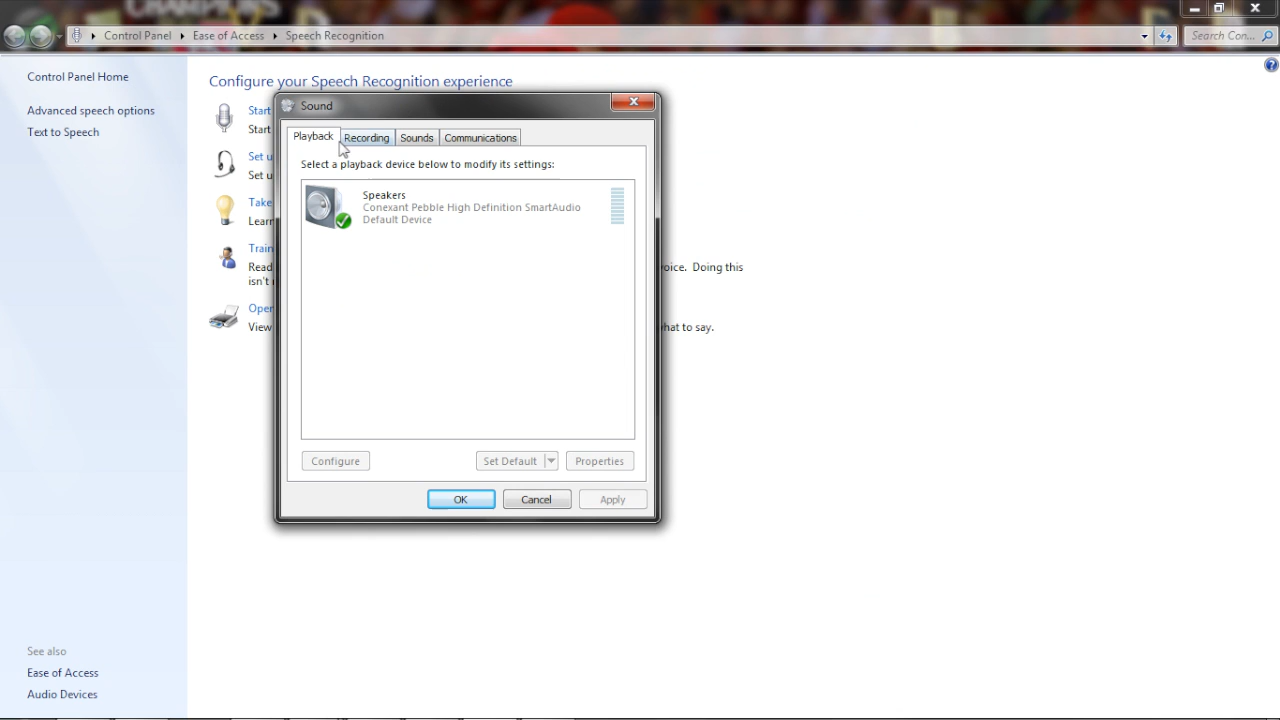 CHAMPIONS
Control Panel
Ease of Access
Speech Recognition
Search Con...
Control Panel Home
Advanced speech options
Text to Speech
Configure your Speech Recognition experience
Start
Start
Set u
Set u
Take
Learn
Train
Read
voice. Doing this
isn't
Open
View
what to say.
Sound
Playback
Recording
Sounds
Communications
Select a playback device below to modify its settings:
Speakers
Conexant Pebble High Definition SmartAudio
Default Device
Configure
Set Default
Properties
OK
Cancel
Apply
See also
Ease of Access
Audio Devices